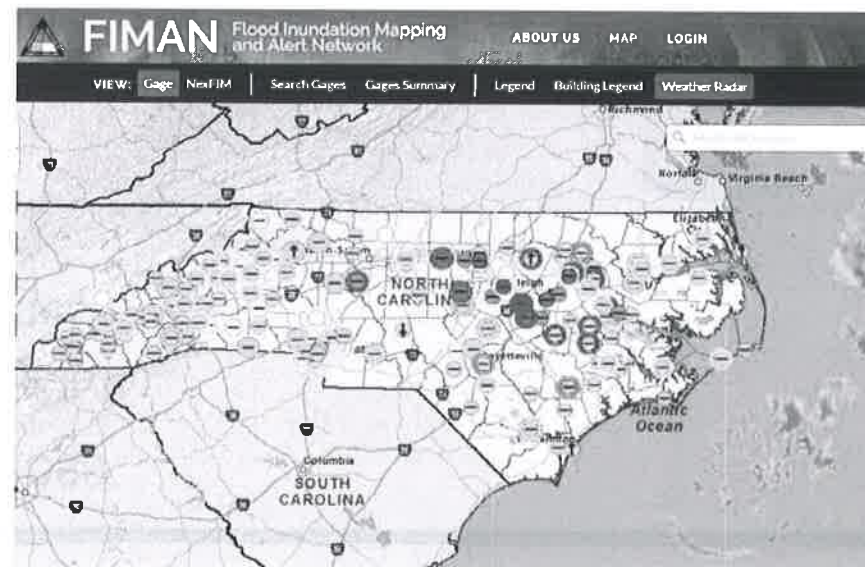 FIMAN Flood Inundation Mapping
and Alert Network
ABOUT US MAP LOGIN
VIEW: Gage NexFIM | Search Gages Gages Summary | Legend Building Legend Weather Radar
Richmond
Norfolk Virginia Beach
Elizabeth
NORTH
CAROLIN
Atlantic
Ocean
Columbia
SOUTH
CAROLINA